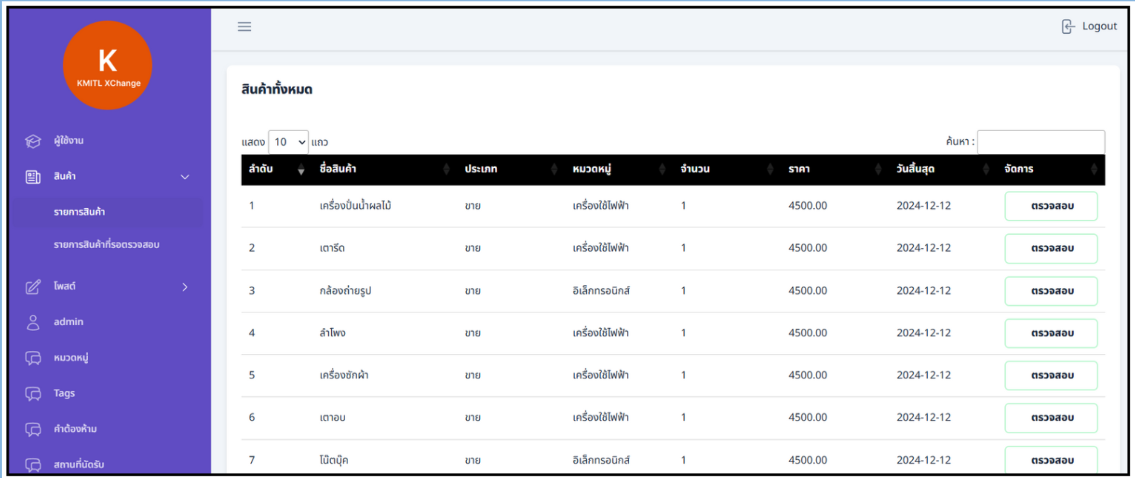 K
KMITL XChange
ผู้ใช้งาน
สินค้า
รายการสินค้า
รายการสินค้าที่รอตรวจสอบ
โพสต์
admin
หมวดหมู่
Tags
คำต้องห้าม
สถานที่นัดรับ
Logout
สินค้าทั้งหมด
แสดง 10 แถว
ค้นหา :
ลำดับ ชื่อสินค้า ประเภท หมวดหมู่ จำนวน ราคา วันสิ้นสุด จัดการ
1 เครื่องปั่นน้ำผลไม้ ขาย เครื่องใช้ไฟฟ้า 1 4500.00 2024-12-12 ตรวจสอบ
2 เตารีด ขาย เครื่องใช้ไฟฟ้า 1 4500.00 2024-12-12 ตรวจสอบ
3 กล้องถ่ายรูป ขาย อิเล็กทรอนิกส์ 1 4500.00 2024-12-12 ตรวจสอบ
4 ลำโพง ขาย เครื่องใช้ไฟฟ้า 1 4500.00 2024-12-12 ตรวจสอบ
5 เครื่องซักผ้า ขาย เครื่องใช้ไฟฟ้า 1 4500.00 2024-12-12 ตรวจสอบ
6 เตาอบ ขาย เครื่องใช้ไฟฟ้า 1 4500.00 2024-12-12 ตรวจสอบ
7 โน๊ตบุ๊ค ขาย อิเล็กทรอนิกส์ 1 4500.00 2024-12-12 ตรวจสอบ